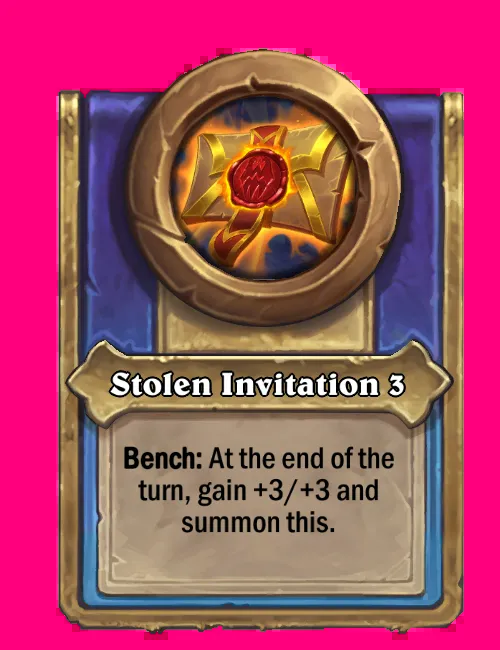 Stolen Invitation 3
Bench: At the end of the
turn, gain +3/+3 and
summon this.